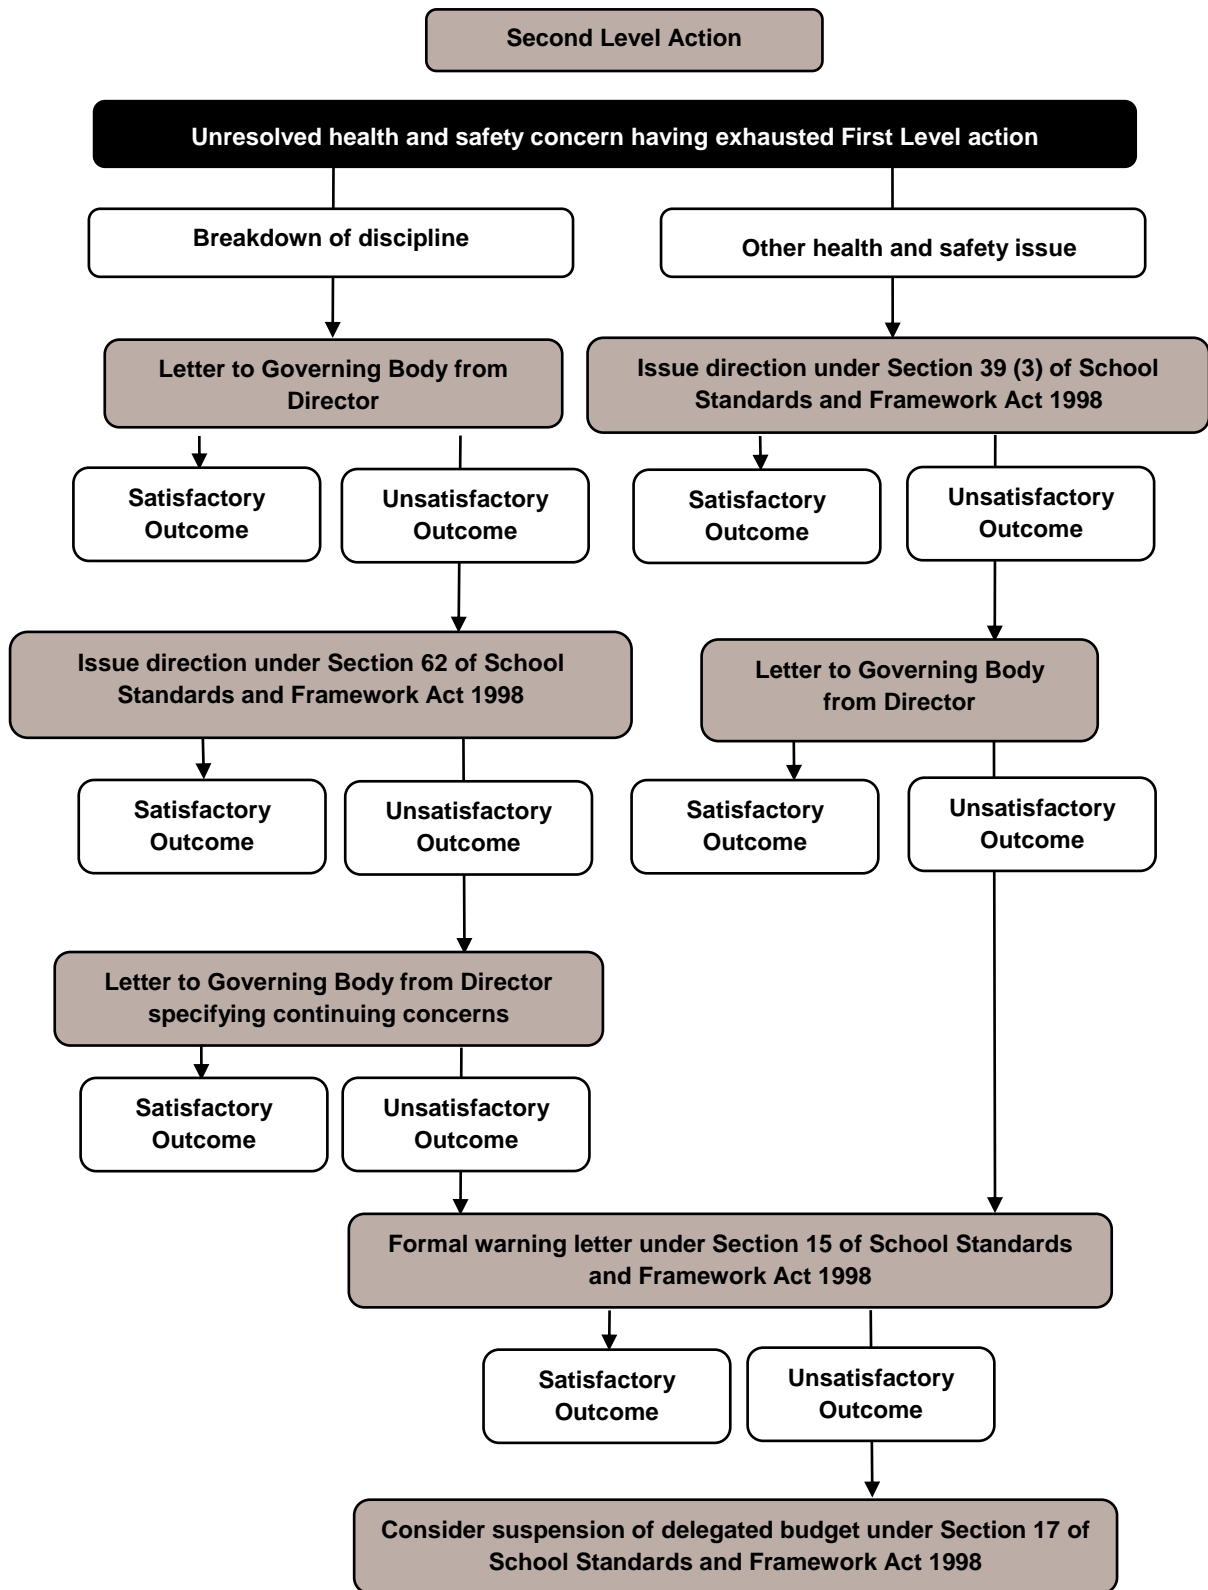 Second Level Action
Unresolved health and safety concern having exhausted First Level action
Breakdown of discipline
Other health and safety issue
Letter to Governing Body from
Director
Issue direction under Section 39 (3) of School
Standards and Framework Act 1998
Satisfactory
Outcome
Unsatisfactory
Outcome
Satisfactory
Outcome
Unsatisfactory
Outcome
Issue direction under Section 62 of School
Standards and Framework Act 1998
Letter to Governing Body
from Director
Satisfactory
Outcome
Unsatisfactory
Outcome
Satisfactory
Outcome
Unsatisfactory
Outcome
Letter to Governing Body from Director
specifying continuing concerns
Satisfactory
Outcome
Unsatisfactory
Outcome
Formal warning letter under Section 15 of School Standards
and Framework Act 1998
Satisfactory
Outcome
Unsatisfactory
Outcome
Consider suspension of delegated budget under Section 17 of
School Standards and Framework Act 1998